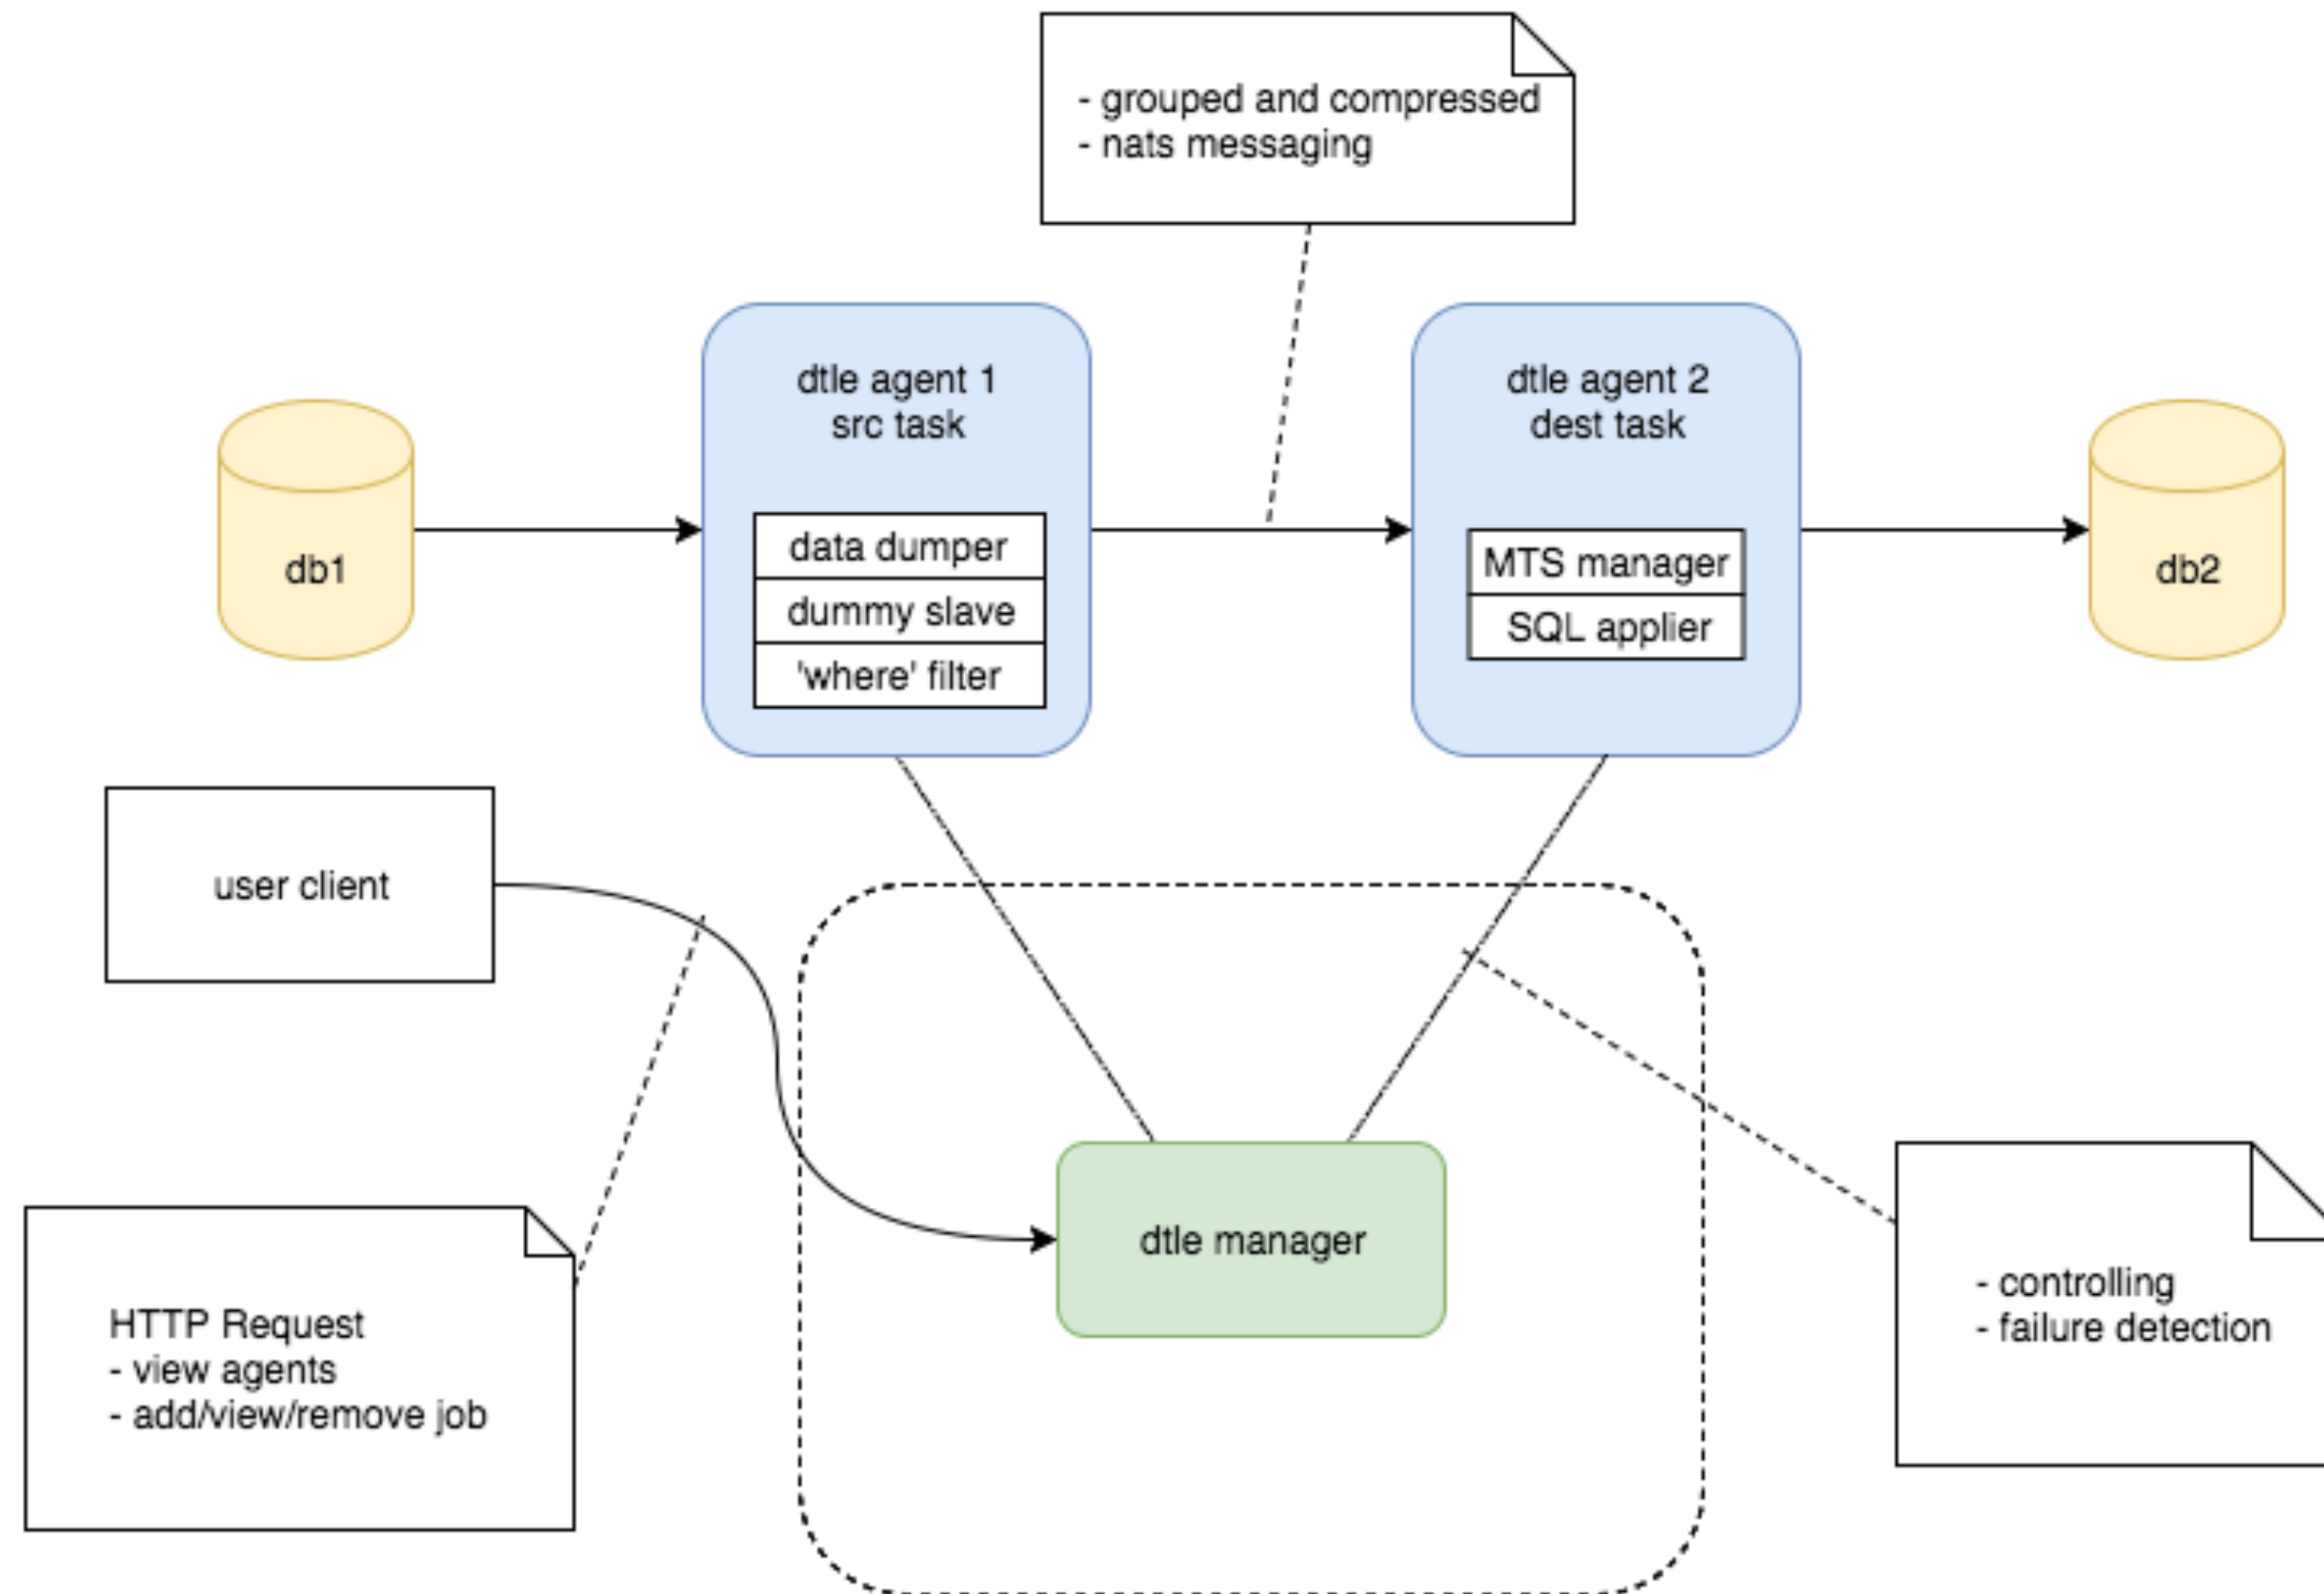 - grouped and compressed
- nats messaging
dtle agent 1
src task
dtle agent 2
dest task
db1
data dumper
dummy slave
'where' filter
MTS manager
SQL applier
db2
user client
dtle manager
HTTP Request
- view agents
- add/view/remove job
- controlling
- failure detection